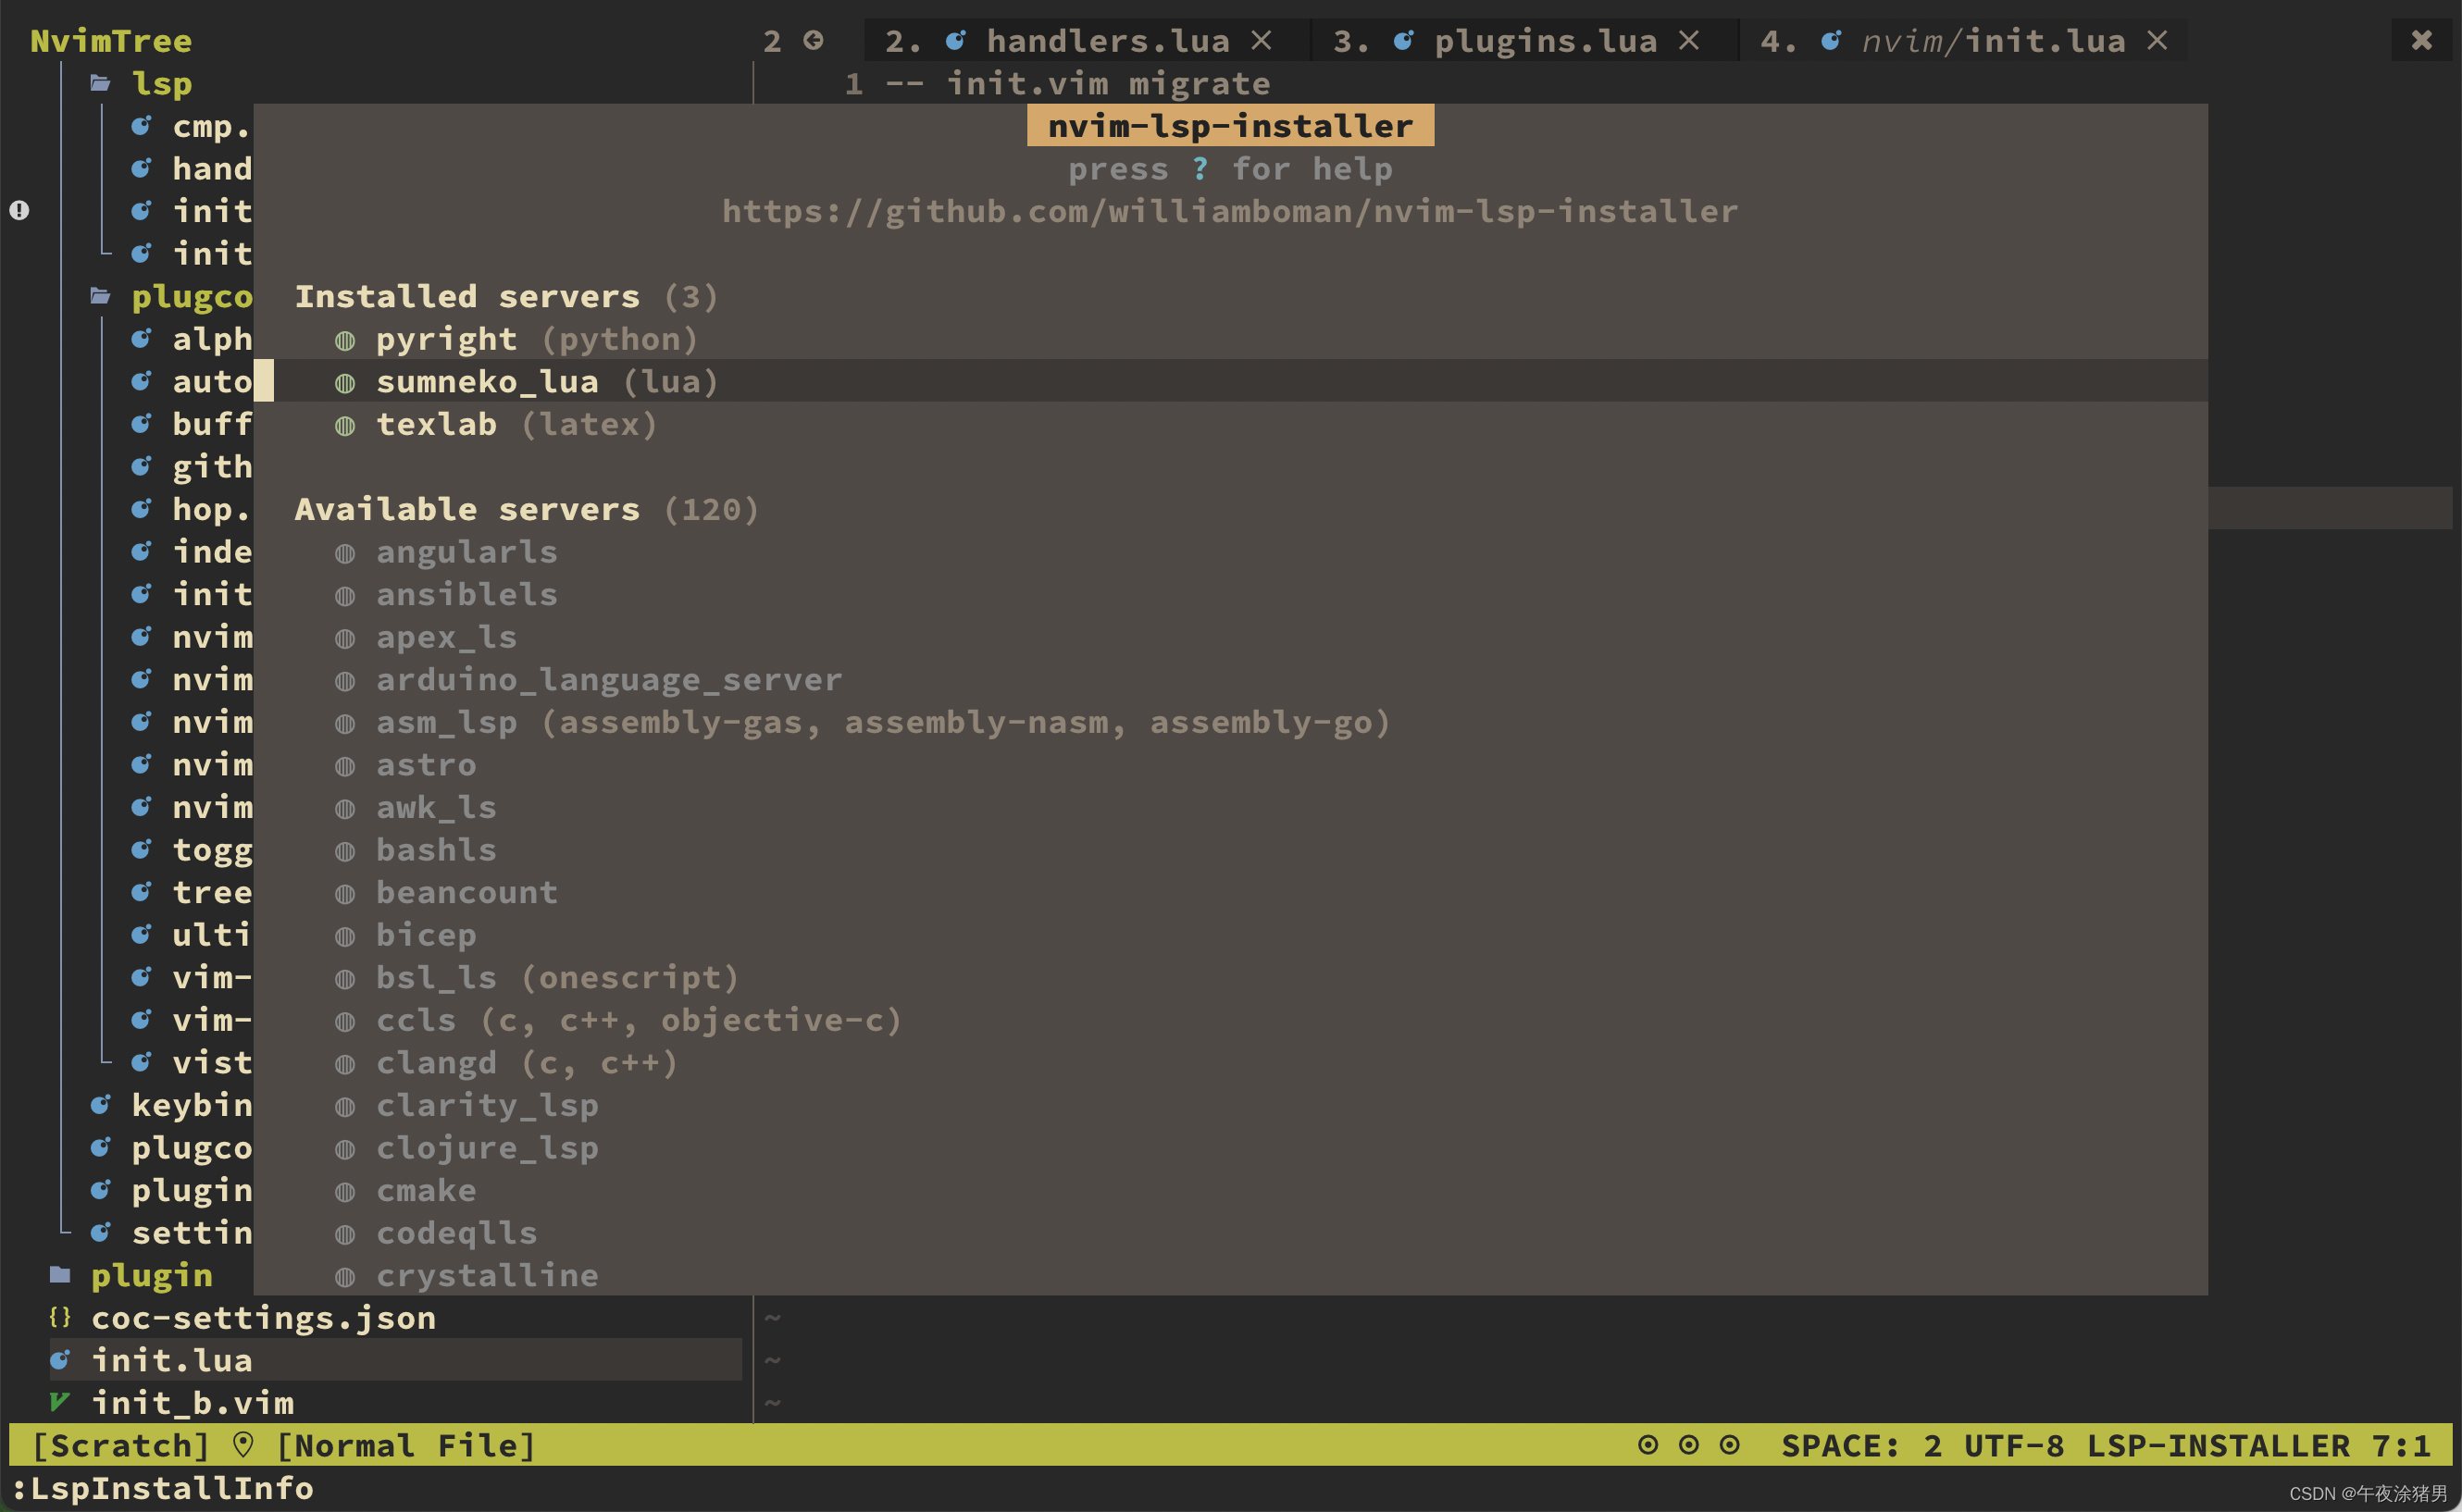 NvimTree 2 2. handlers.lua × 3. plugins.lua × 4. nvim/init.lua ×
lsp 1 -- init.vim migrate
cmp. nvim-lsp-installer
hand press ? for help
init https://github.com/williamboman/nvim-lsp-installer
init
plugco Installed servers (3)
alph pyright (python)
auto sumneko_lua (lua)
buff texlab (latex)
gith
hop. Available servers (120)
inde angularls
init ansiblels
nvim apex_ls
nvim arduino_language_server
nvim asm_lsp (assembly-gas, assembly-nasm, assembly-go)
nvim astro
nvim awk_ls
togg bashls
tree beancount
ulti bicep
vim- bsl_ls (onescript)
vim- ccls (c, c++, objective-c)
vist clangd (c, c++)
keybin clarity_lsp
plugco clojure_lsp
plugin cmake
settin codeqlls
plugin crystalline
coc-settings.json ~
init.lua ~
init_b.vim ~
[Scratch] [Normal File] SPACE: 2 UTF-8 LSP-INSTALLER 7:1
:LspInstallInfo
CSDN @午夜涂猪男